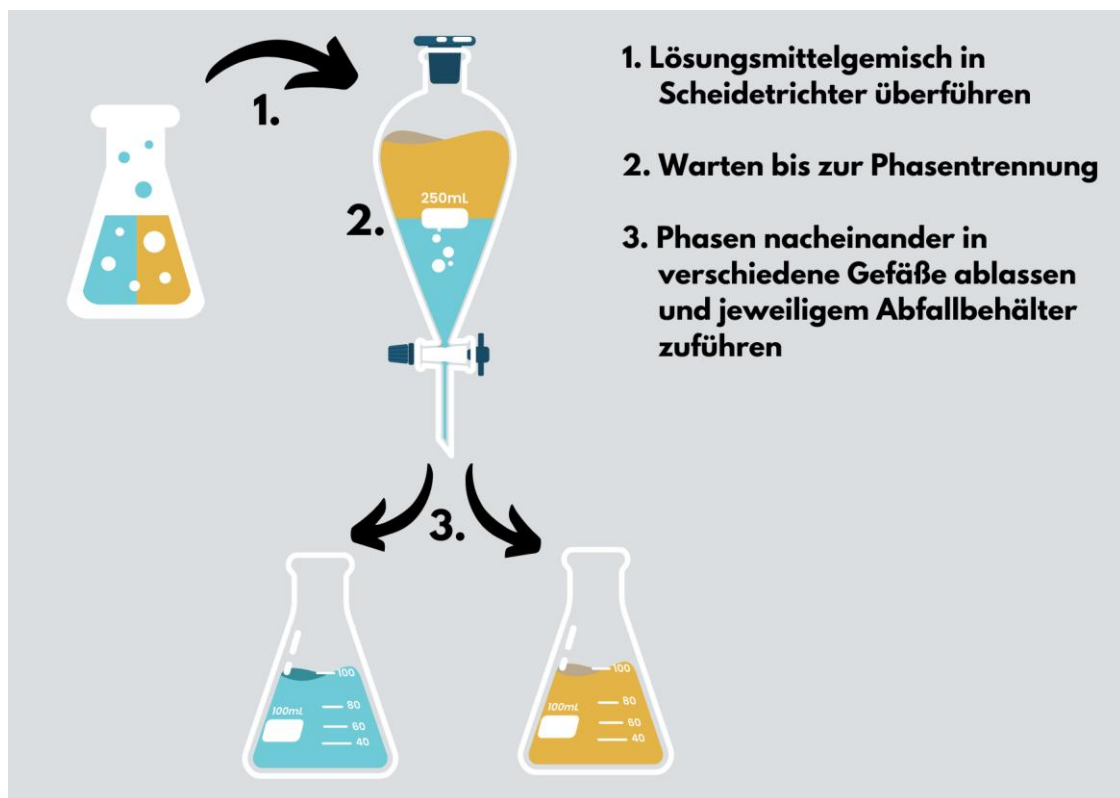 1.
2.
250mL
3.
100
80
60
40
100mL
100
80
60
40
100mL
1. Lösungsmittelgemisch in
Scheidetrichter überführen
2. Warten bis zur Phasentrennung
3. Phasen nacheinander in
verschiedene Gefäße ablassen
und jeweiligem Abfallbehälter
zuführen